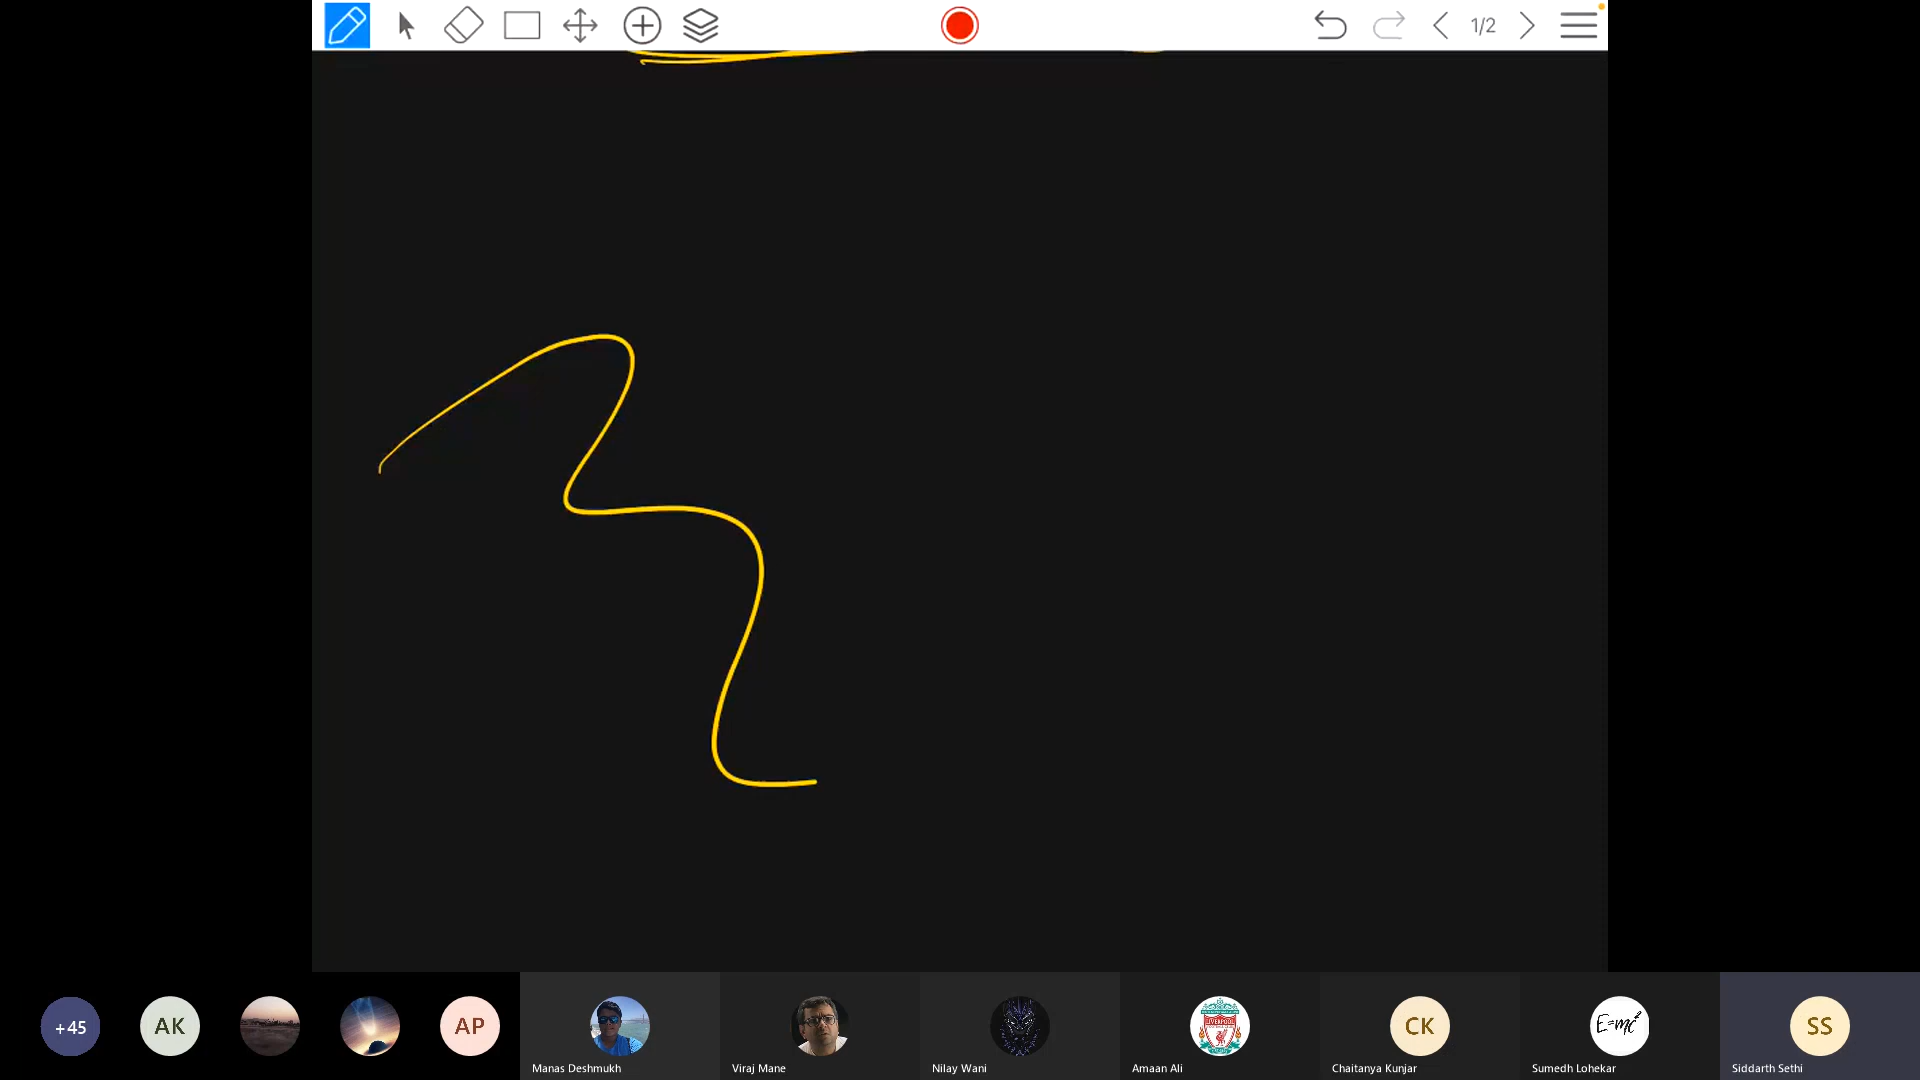 1/2
+45
AK
AP
CK
E=mc²
SS
Manas Deshmukh
Viraj Mane
Nilay Wani
Amaan Ali
Chaitanya Kunjar
Sumedh Lohekar
Siddarth Sethi